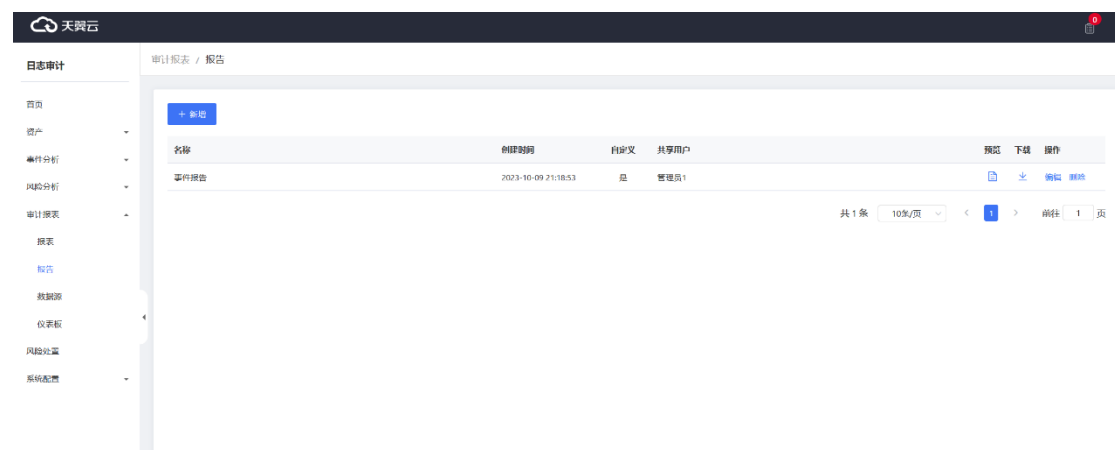 天翼云
0
日志审计
审计报表 / 报告
首页
资产
事件分析
风险分析
审计报表
报表
报告
数据源
仪表板
风险处置
系统配置
+ 新增
名称 创建时间 自定义 共享用户 预览 下载 操作
事件报告 2023-10-09 21:18:53 是 管理员1 编辑 删除
共 1 条 10条/页 < 1 > 前往 1 页